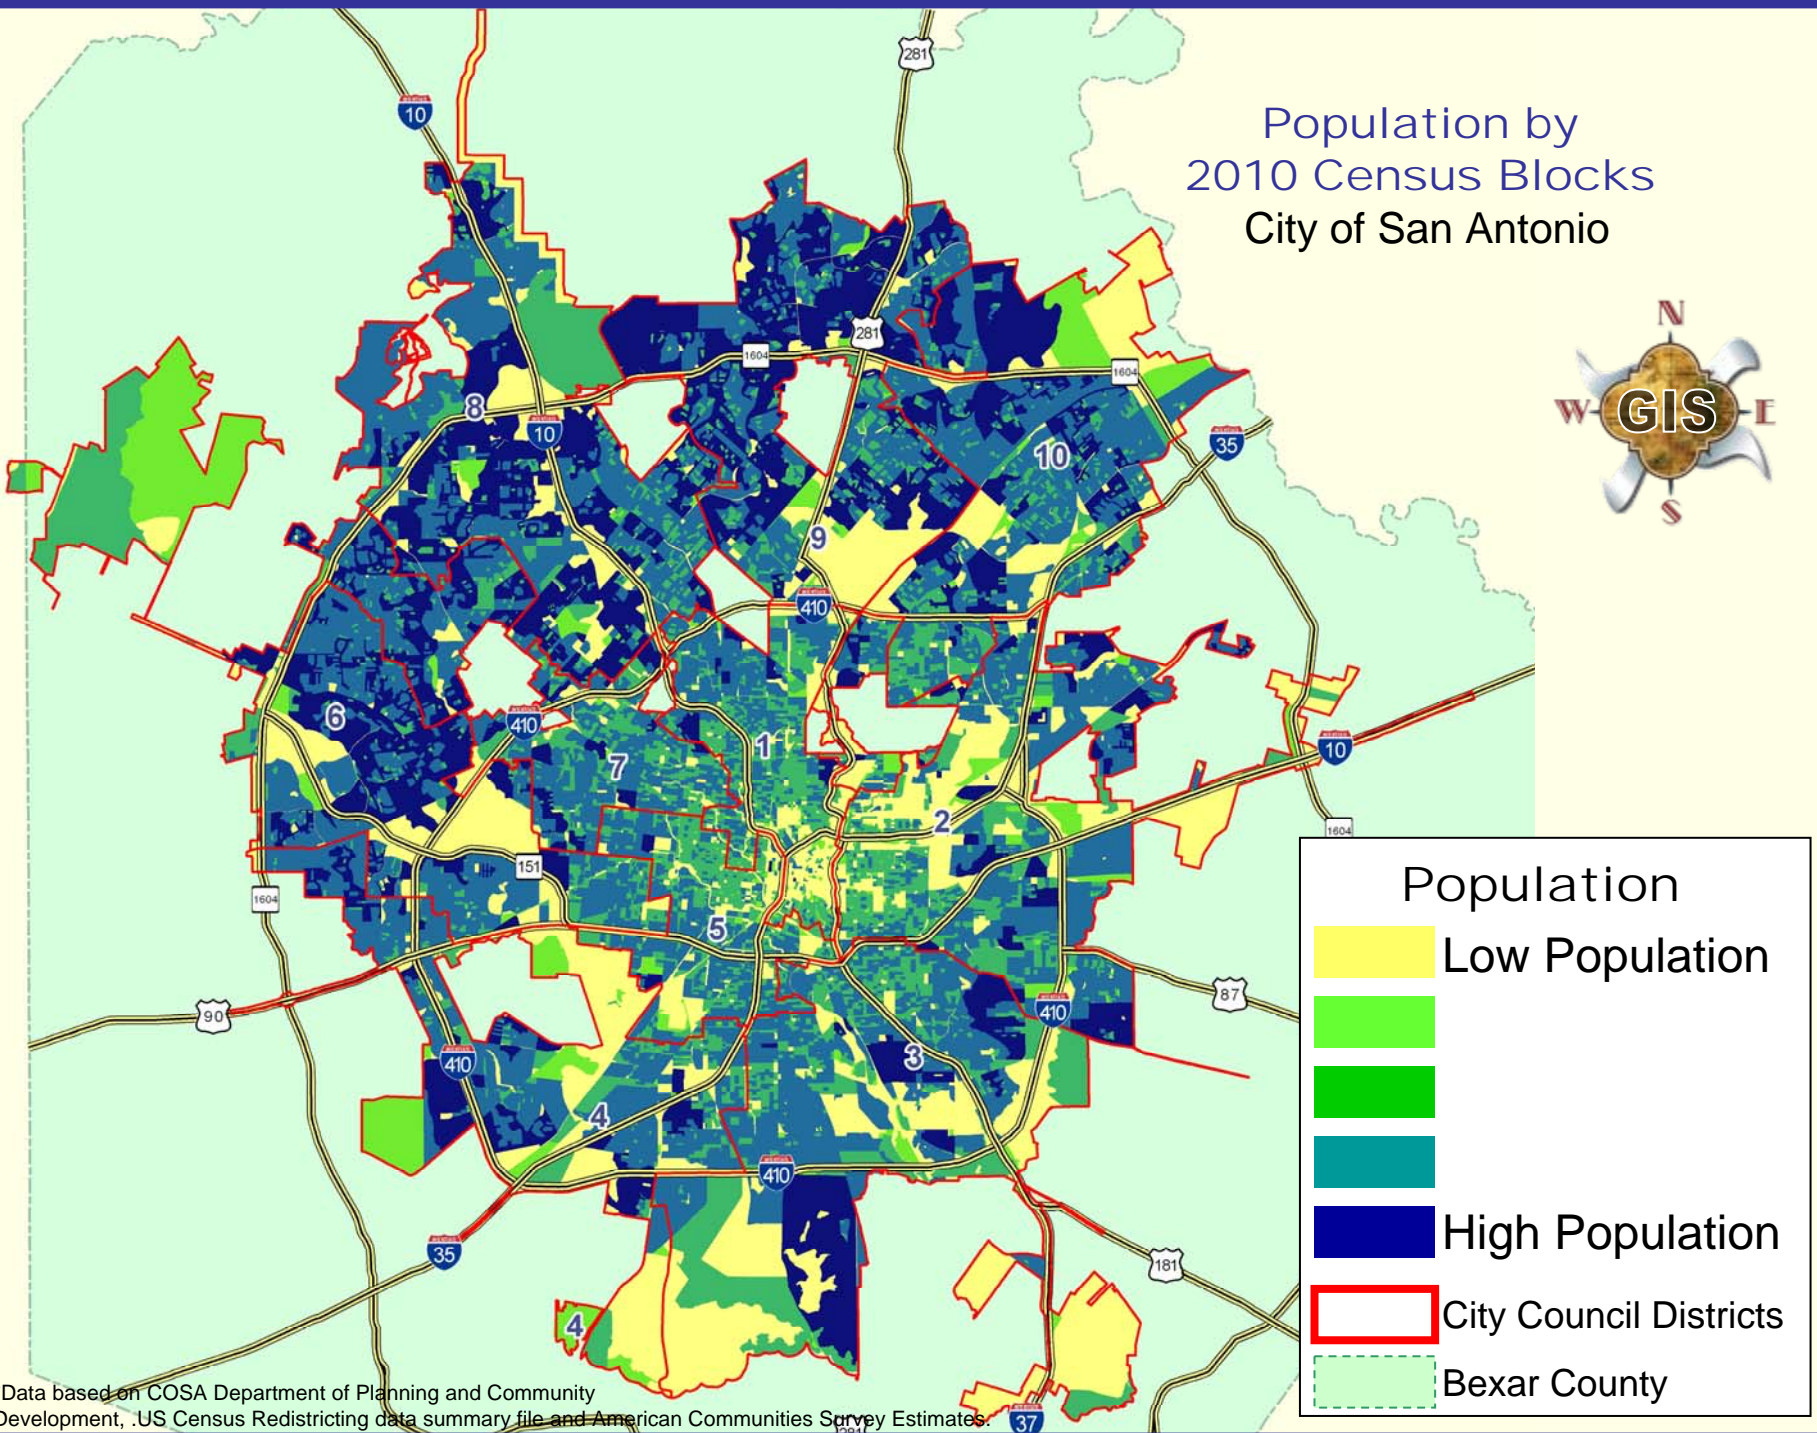 281
10
Population by
2010 Census Blocks
City of San Antonio
N
W GIS E
S
281
1604
1604
8
10
35
10
9
410
6
410
7
1
10
2
1604
151
1604
5
90
87
410
410
3
4
410
35
181
4
37
281
Population
Low Population
High Population
City Council Districts
Bexar County
Data based on COSA Department of Planning and Community
Development, .US Census Redistricting data summary file and American Communities Survey Estimates.